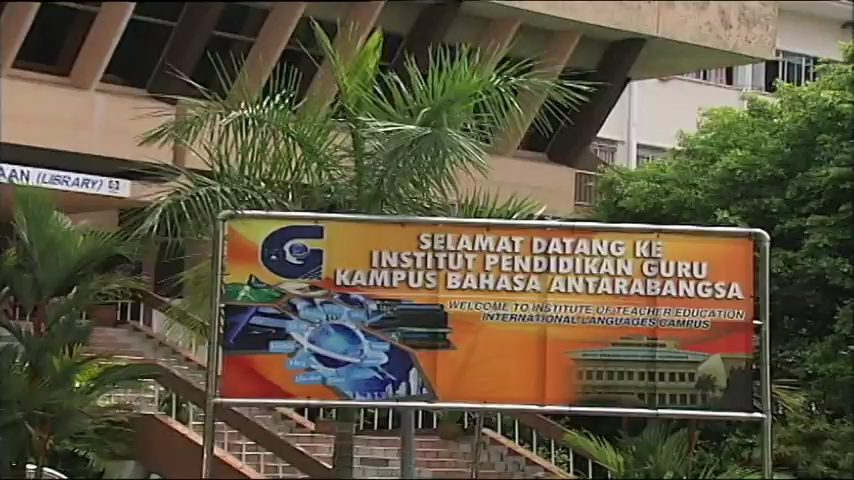 AAN (LIBRARY)
SELAMAT DATANG KE
INSTITUT PENDIDIKAN GURU
KAMPUS BAHASA ANTARABANGSA
WELCOME TO INSTITUTE OF TEACHER EDUCATION
INTERNATIONAL LANGUAGES CAMPUS